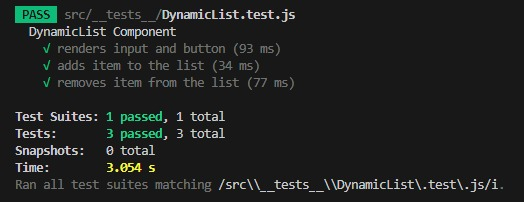 PASS src/__tests__/DynamicList.test.js
DynamicList Component
√ renders input and button (93 ms)
√ adds item to the list (34 ms)
√ removes item from the list (77 ms)
Test Suites: 1 passed, 1 total
Tests: 3 passed, 3 total
Snapshots: 0 total
Time: 3.054 s
Ran all test suites matching /src\\__tests__\\DynamicList\.test\.js/i.